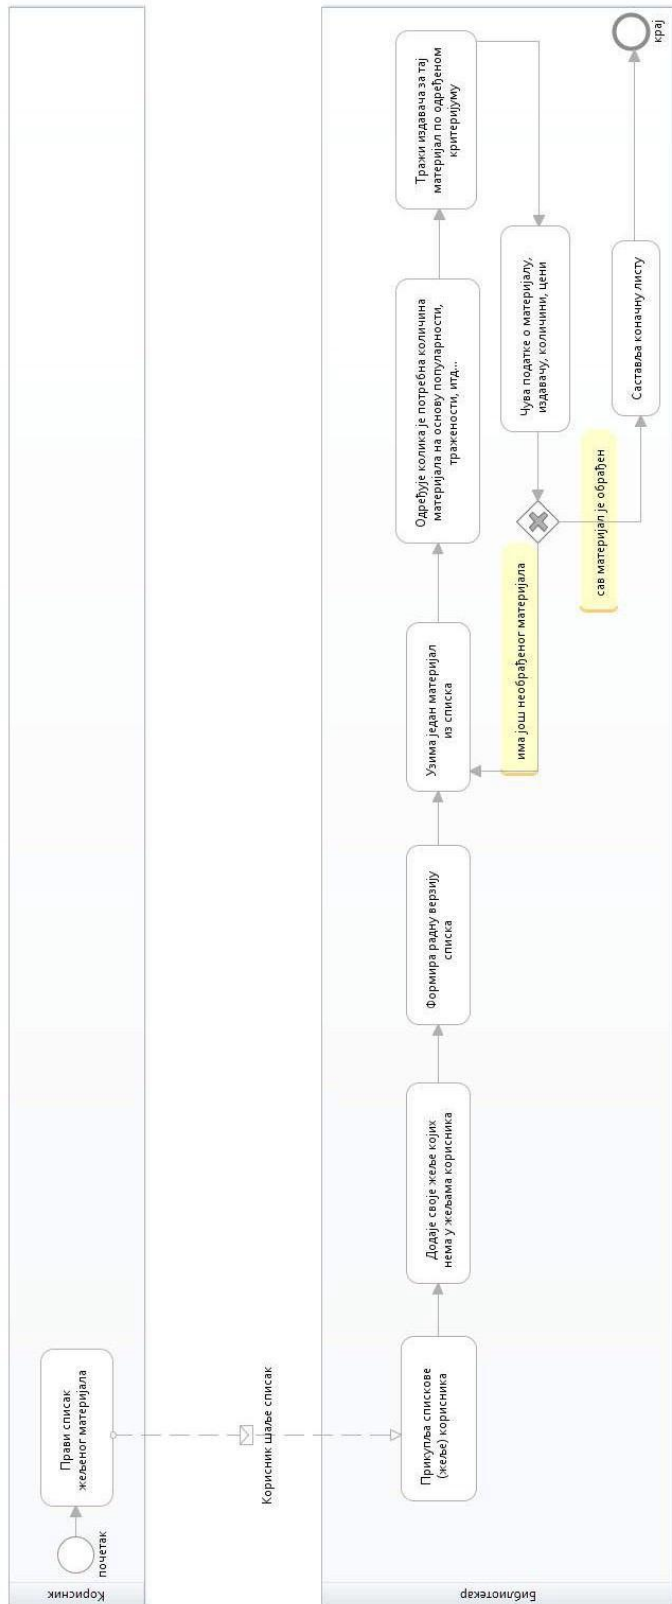 Корисник
почетак
Прави списак
жељеног материјала
Корисник шаље списак
Библиотекар
Прикупља спискове
(жеље) корисника
Додаје своје жеље којих
нема у жељама корисника
Формира радну верзију
списка
Узима један материјал
из списка
Одређује колика је потребна количина
материјала на основу популарности,
тражености, итд...
Тражи издавача за тај
материјал по одређеном
критеријуму
Чува податке о материјалу,
издавачу, количини, цени
има још необрађеног материјала
сав материјал је обрађен
Саставља коначну листу
крај